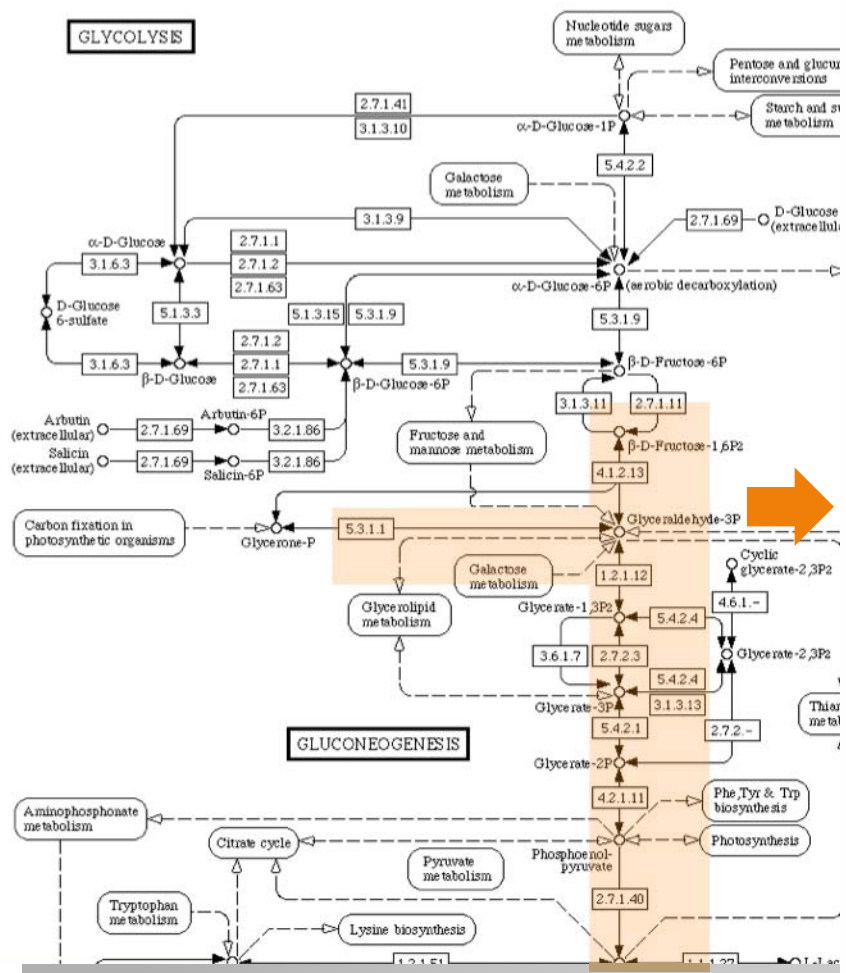 GLYCOLYSIS
Nucleotide sugars
metabolism
Pentose and glucur
interconversions
Starch and su
metabolism
2.7.1.41
3.1.3.10
α-D-Glucose-1P
5.4.2.2
Galactose
metabolism
3.1.3.9
2.7.1.69
D-Glucose
(extracellula
α-D-Glucose
3.1.6.3
2.7.1.1
2.7.1.2
2.7.1.63
α-D-Glucose-6P
(aerobic decarboxylation)
D-Glucose
6-sulfate
5.1.3.3
5.1.3.15
5.3.1.9
5.3.1.9
3.1.6.3
β-D-Glucose
2.7.1.2
2.7.1.1
2.7.1.63
β-D-Glucose-6P
5.3.1.9
β-D-Fructose-6P
3.1.3.11
2.7.1.11
Arbutin
(extracellular)
2.7.1.69
Arbutin-6P
3.2.1.86
Fructose and
mannose metabolism
β-D-Fructose-1,6P2
Salicin
(extracellular)
2.7.1.69
Salicin-6P
3.2.1.86
4.1.2.13
Carbon fixation in
photosynthetic organisms
Glycerone-P
5.3.1.1
Glyceraldehyde-3P
Galactose
metabolism
1.2.1.12
Cyclic
glycerate-2,3P2
Glycerolipid
metabolism
Glycerate-1,3P2
5.4.2.4
4.6.1.-
3.6.1.7
2.7.2.3
Glycerate-2,3P2
5.4.2.4
3.1.3.13
Glycerate-3P
Thiar
metab
5.4.2.1
2.7.2.-
GLUCONEOGENESIS
Glycerate-2P
4.2.1.11
Phe,Tyr & Trp
biosynthesis
Aminophosphonate
metabolism
Citrate cycle
Photosynthesis
Phosphoenol-
pyruvate
Pyruvate
metabolism
2.7.1.40
Tryptophan
metabolism
Lysine biosynthesis
1.2.1.51
1.1.1.27
L-Lac